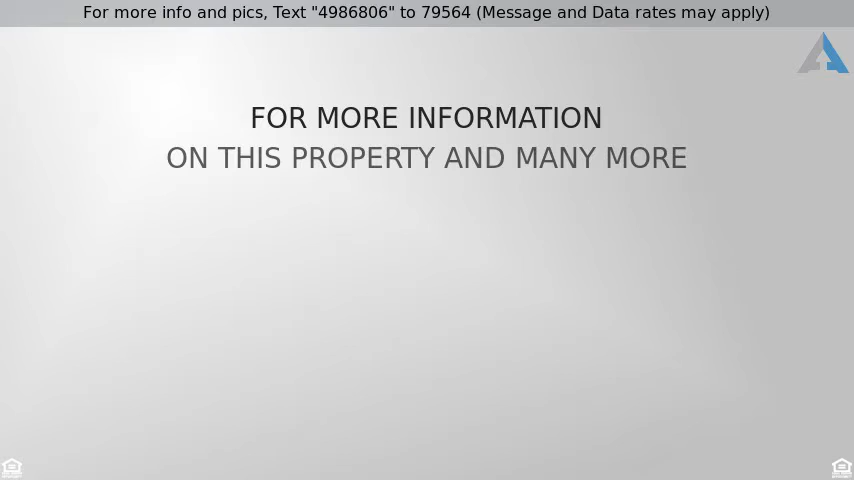 For more info and pics, Text "4986806" to 79564 (Message and Data rates may apply)
FOR MORE INFORMATION
ON THIS PROPERTY AND MANY MORE